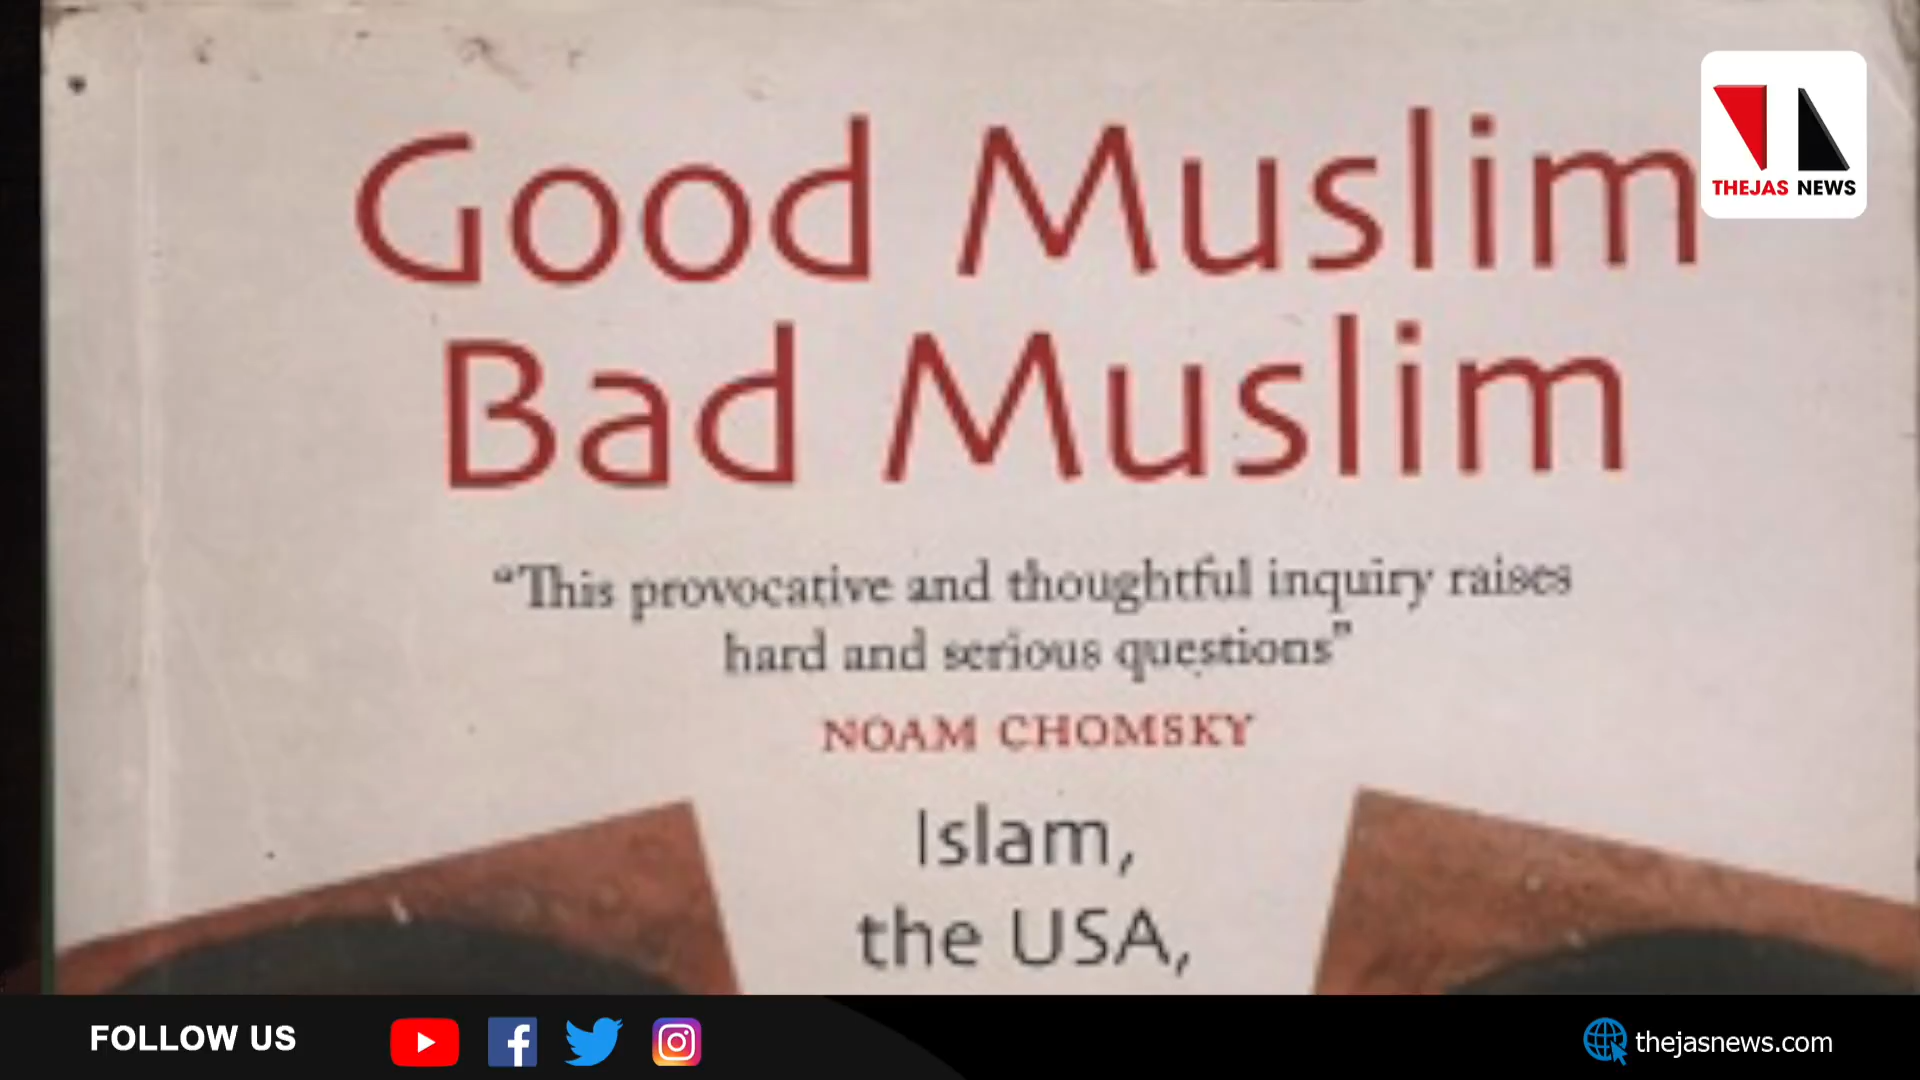 Good Muslim
Bad Muslim
“This provocative and thoughtful inquiry raises
hard and serious questions”
NOAM CHOMSKY
Islam,
the USA,
THEJAS NEWS
FOLLOW US
thejasnews.com